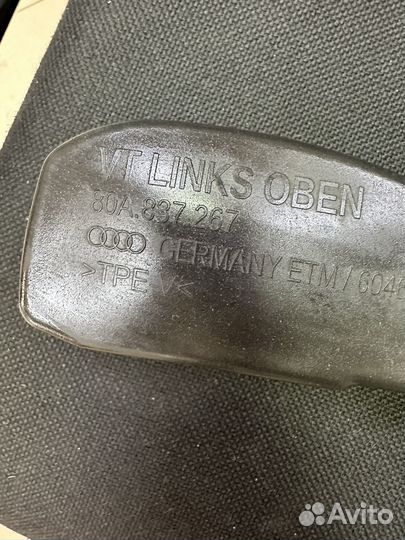 VT LINKS OBEN
80A.837.267
GERMANY ETM / 604
>TPE V<
Avito